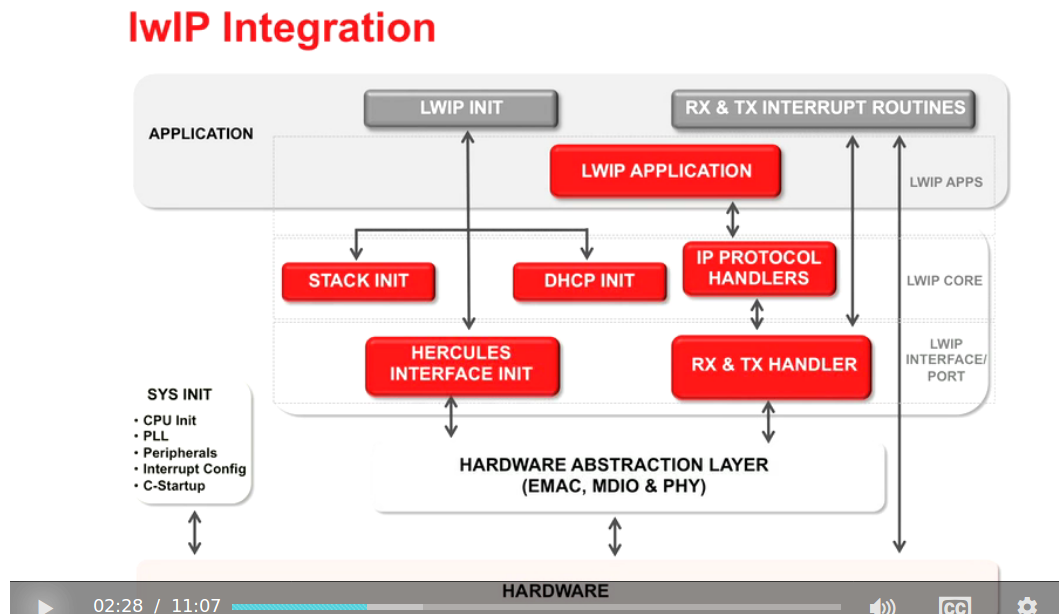 lwIP Integration
LWIP INIT
RX & TX INTERRUPT ROUTINES
APPLICATION
LWIP APPLICATION
LWIP APPS
STACK INIT
DHCP INIT
IP PROTOCOL
HANDLERS
LWIP CORE
HERCULES
INTERFACE INIT
RX & TX HANDLER
LWIP
INTERFACE/
PORT
SYS INIT
• CPU Init
• PLL
• Peripherals
• Interrupt Config
• C-Startup
HARDWARE ABSTRACTION LAYER
(EMAC, MDIO & PHY)
HARDWARE
02:28 / 11:07
CC